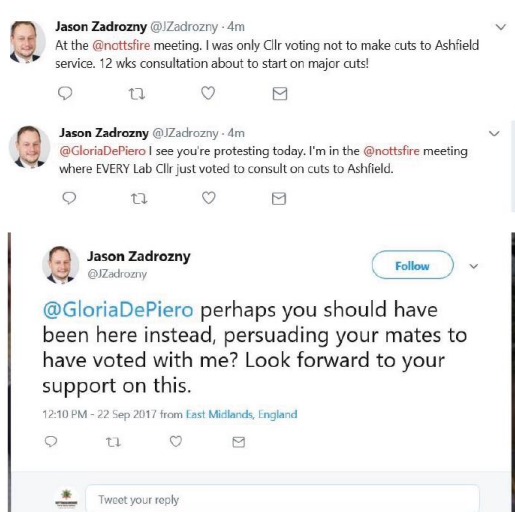 Jason Zadrozny @JZadrozny · 4m
At the @nottsfire meeting. I was only Cllr voting not to make cuts to Ashfield
service. 12 wks consultation about to start on major cuts!
Jason Zadrozny @JZadrozny · 4m
@GloriaDePiero I see you're protesting today. I'm in the @nottsfire meeting
where EVERY Lab Cllr just voted to consult on cuts to Ashfield.
Jason Zadrozny
@JZadrozny
Follow
@GloriaDePiero perhaps you should have
been here instead, persuading your mates to
have voted with me? Look forward to your
support on this.
12:10 PM - 22 Sep 2017 from East Midlands, England
Tweet your reply